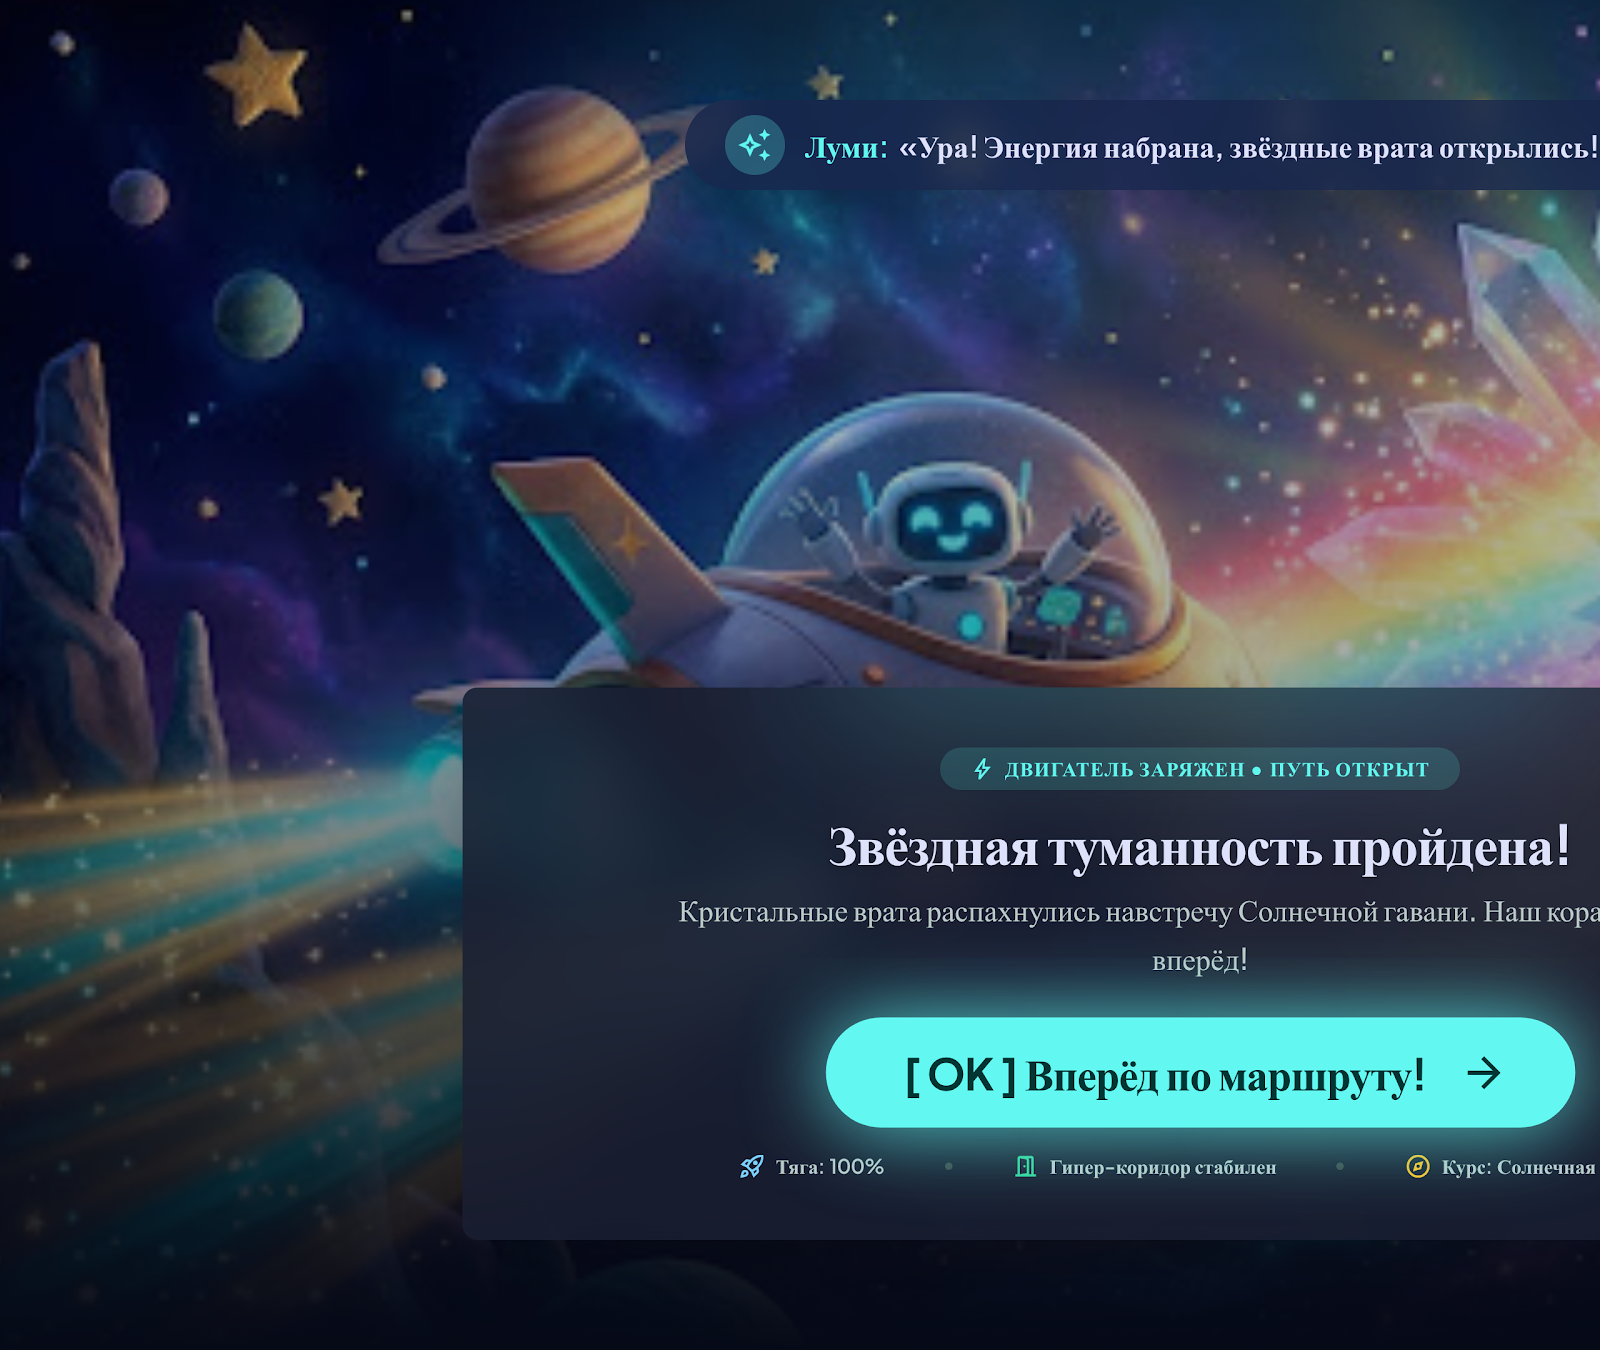 Луми: «Ура! Энергия набрана, звёздные врата открылись!
ДВИГАТЕЛЬ ЗАРЯЖЕН ● ПУТЬ ОТКРЫТ
Звёздная туманность пройдена!
Кристальные врата распахнулись навстречу Солнечной гавани. Наш
вперёд!
[ OK ] Вперёд по маршруту! →
Тяга: 100% • Гипер-коридор стабилен • Курс: Солнечная